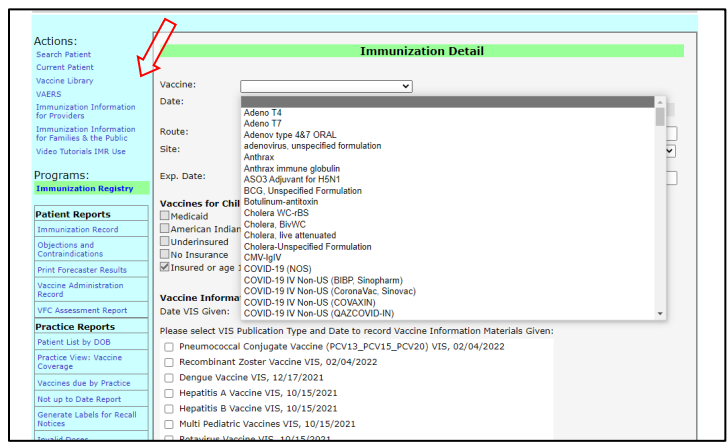 Actions:
Search Patient
Current Patient
Vaccine Library
VAERS
Immunization Information
for Providers
Immunization Information
for Families & the Public
Video Tutorials IMR Use
Programs:
Immunization Registry
Patient Reports
Immunization Record
Objections and
Contraindications
Print Forecaster Results
Vaccine Administration
Record
VFC Assessment Report
Practice Reports
Patient List by DOB
Practice View: Vaccine
Coverage
Vaccines due by Practice
Not up to Date Report
Generate Labels for Recall
Notices
Invalid Doses
Immunization Detail
Vaccine:
Date:
Route:
Site:
Exp. Date:
Adeno T4
Adeno T7
Adenov type 4&7 ORAL
adenovirus, unspecified formulation
Anthrax
Anthrax immune globulin
ASO3 Adjuvant for H5N1
BCG, Unspecified Formulation
Botulinum-antitoxin
Cholera WC-rBS
Cholera, BivWC
Cholera, live attenuated
Cholera-Unspecified Formulation
CMV-IgIV
COVID-19 (NOS)
COVID-19 IV Non-US (BIBP, Sinopharm)
COVID-19 IV Non-US (CoronaVac, Sinovac)
COVID-19 IV Non-US (COVAXIN)
COVID-19 IV Non-US (QAZCOVID-IN)
Vaccines for Chil
Medicaid
American Indian
Underinsured
No Insurance
Insured or age 1
Vaccine Informa
Date VIS Given:
Please select VIS Publication Type and Date to record Vaccine Information Materials Given:
Pneumococcal Conjugate Vaccine (PCV13_PCV15_PCV20) VIS, 02/04/2022
Recombinant Zoster Vaccine VIS, 02/04/2022
Dengue Vaccine VIS, 12/17/2021
Hepatitis A Vaccine VIS, 10/15/2021
Hepatitis B Vaccine VIS, 10/15/2021
Multi Pediatric Vaccines VIS, 10/15/2021
Rotavirus Vaccine VIS, 10/15/2021